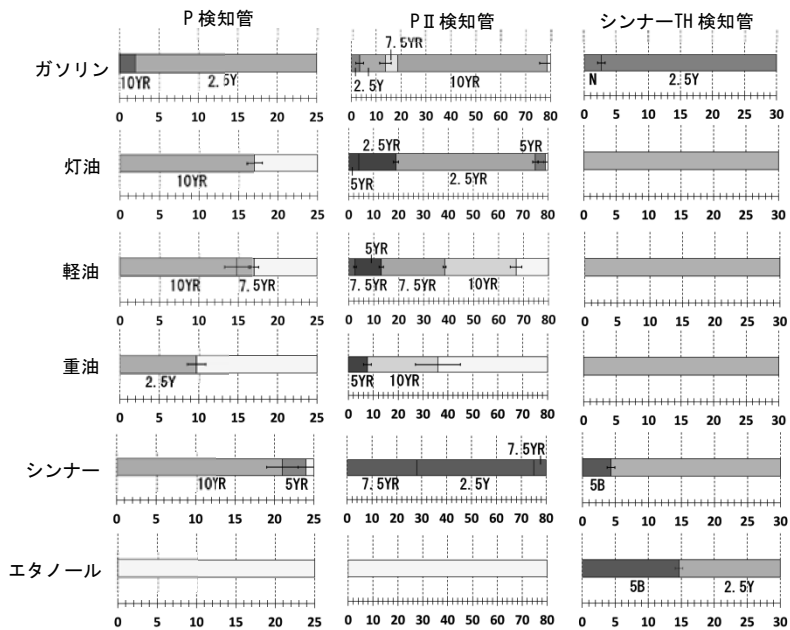 P 検知管
PⅡ 検知管
シンナーTH 検知管
ガソリン
10YR 2.5Y
0 5 10 15 20 25
7.5YR
2.5Y 10YR
0 10 20 30 40 50 60 70 80
N 2.5Y
0 5 10 15 20 25 30
灯油
10YR
0 5 10 15 20 25
2.5YR 5YR
5YR 2.5YR
0 10 20 30 40 50 60 70 80
0 5 10 15 20 25 30
軽油
10YR 7.5YR
0 5 10 15 20 25
5YR
7.5YR 7.5YR 10YR
0 10 20 30 40 50 60 70 80
0 5 10 15 20 25 30
重油
2.5Y
0 5 10 15 20 25
5YR 10YR
0 10 20 30 40 50 60 70 80
0 5 10 15 20 25 30
シンナー
10YR 5YR
0 5 10 15 20 25
7.5YR
7.5YR 2.5Y
0 10 20 30 40 50 60 70 80
5B
0 5 10 15 20 25 30
エタノール
0 5 10 15 20 25
0 10 20 30 40 50 60 70 80
5B 2.5Y
0 5 10 15 20 25 30